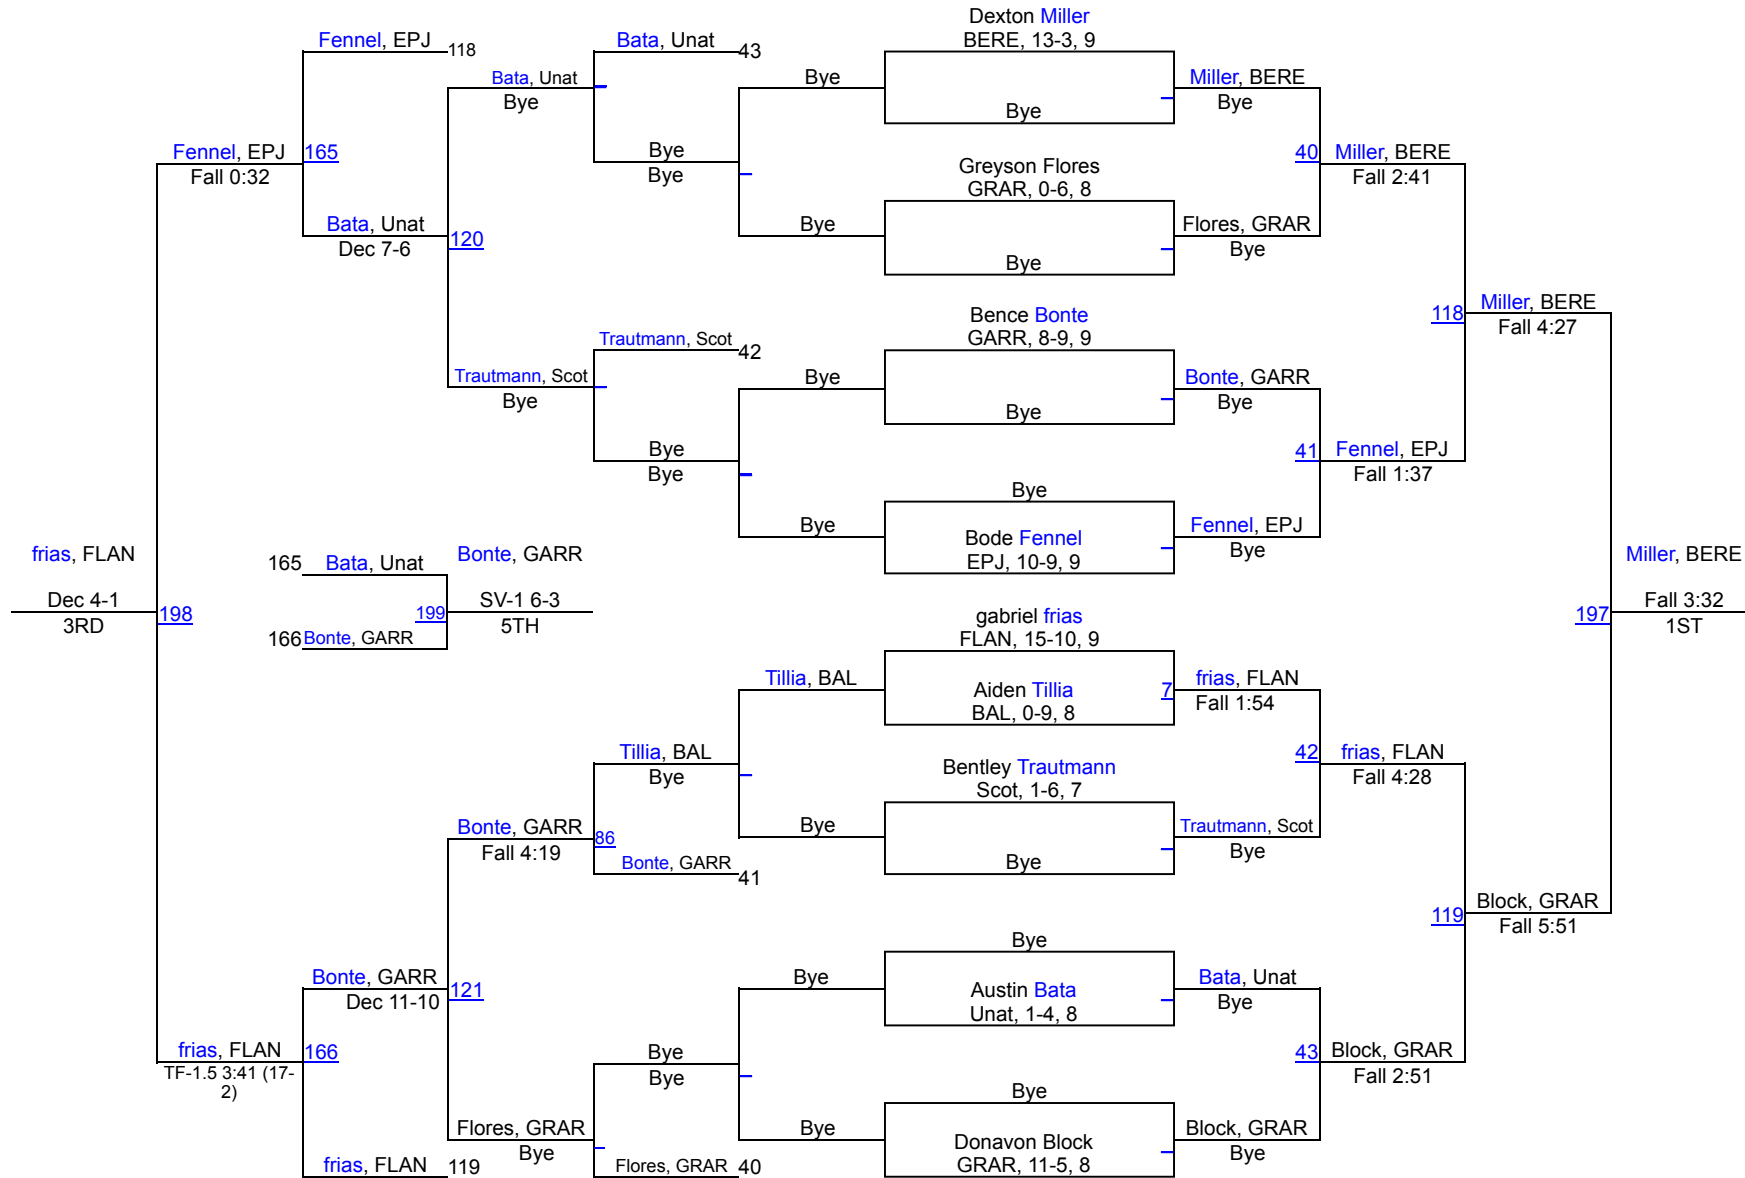 Dexton Miller
BERE, 13-3, 9
Fennel, EPJ
118
Bata, Unat
43
Bata, Unat
Bye
Bye
Miller, BERE
Bye
Bye
Fennel, EPJ
165
Fall 0:32
Bye
Bye
Greyson Flores
GRAR, 0-6, 8
40
Miller, BERE
Fall 2:41
Bata, Unat
120
Dec 7-6
Bye
Flores, GRAR
Bye
Bye
Bence Bonte
GARR, 8-9, 9
Miller, BERE
118
Fall 4:27
Trautmann, Scot
42
Trautmann, Scot
Bye
Bye
Bonte, GARR
Bye
Bye
Bye
Bye
41
Fennel, EPJ
Fall 1:37
Bye
Bye
Bode Fennel
EPJ, 10-9, 9
Fennel, EPJ
Bye
frias, FLAN
165
Bata, Unat
Bonte, GARR
Miller, BERE
Dec 4-1
198
3RD
199
SV-1 6-3
5TH
197
Fall 3:32
1ST
166
Bonte, GARR
gabriel frias
FLAN, 15-10, 9
Tillia, BAL
Aiden Tillia
BAL, 0-9, 8
7
frias, FLAN
Fall 1:54
Tillia, BAL
Bye
Bentley Trautmann
Scot, 1-6, 7
42
frias, FLAN
Fall 4:28
Bonte, GARR
86
Fall 4:19
Bye
Trautmann, Scot
Bye
Bye
Bonte, GARR
41
Block, GRAR
119
Fall 5:51
Bye
Bonte, GARR
121
Dec 11-10
Bye
Austin Bata
Unat, 1-4, 8
Bata, Unat
Bye
frias, FLAN
166
TF-1.5 3:41 (17-
2)
Bye
Bye
43
Block, GRAR
Fall 2:51
Bye
Flores, GRAR
Bye
Bye
Donavon Block
GRAR, 11-5, 8
Block, GRAR
Bye
frias, FLAN
119
Flores, GRAR
40